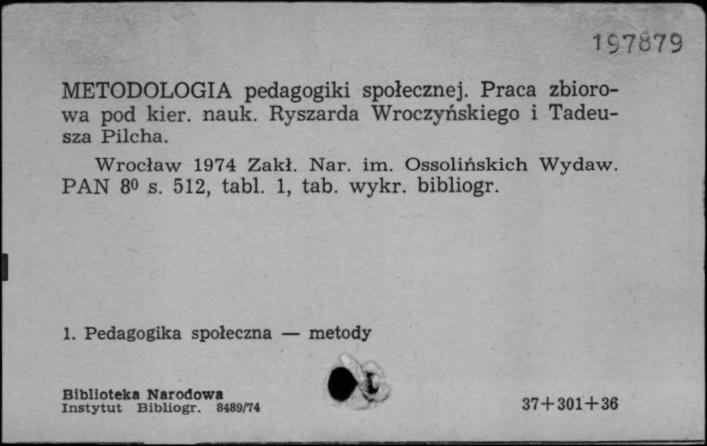 197879
METODOLOGIA pedagogiki społecznej. Praca zbioro-
wa pod kier. nauk. Ryszarda Wroczyńskiego i Tadeu-
sza Pilcha.
Wrocław 1974 Zakł. Nar. im. Ossolińskich Wydaw.
PAN 8⁰ s. 512, tabl. 1, tab. wykr. bibliogr.
1. Pedagogika społeczna — metody
Biblioteka Narodowa
Instytut Bibliogr. 8489/74
37+301+36